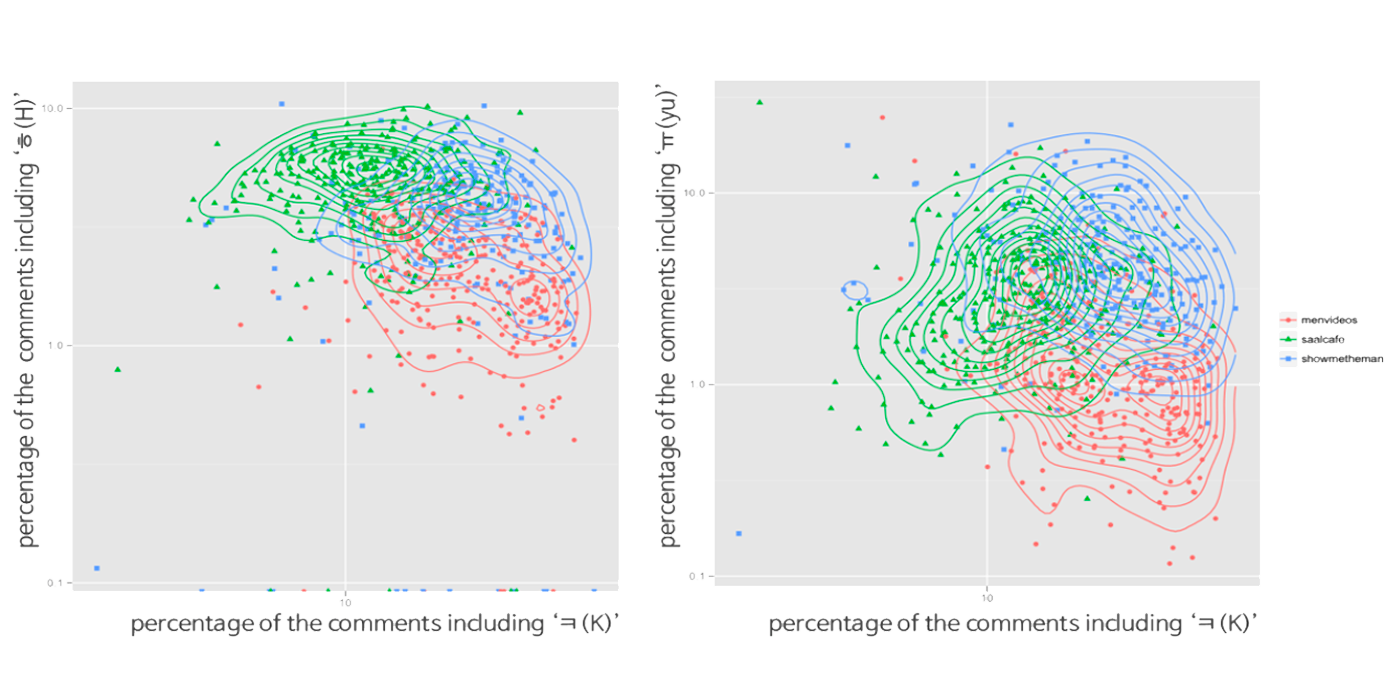 percentage of the comments including ‘ㅎ(H)’
10.0
1 0
0 1
10
percentage of the comments including ‘ㅋ(K)’
percentage of the comments including ‘ㅠ(yu)’
10.0
1.0
0 1
10
percentage of the comments including ‘ㅋ(K)’
menvideos
saalcafe
showmetheman